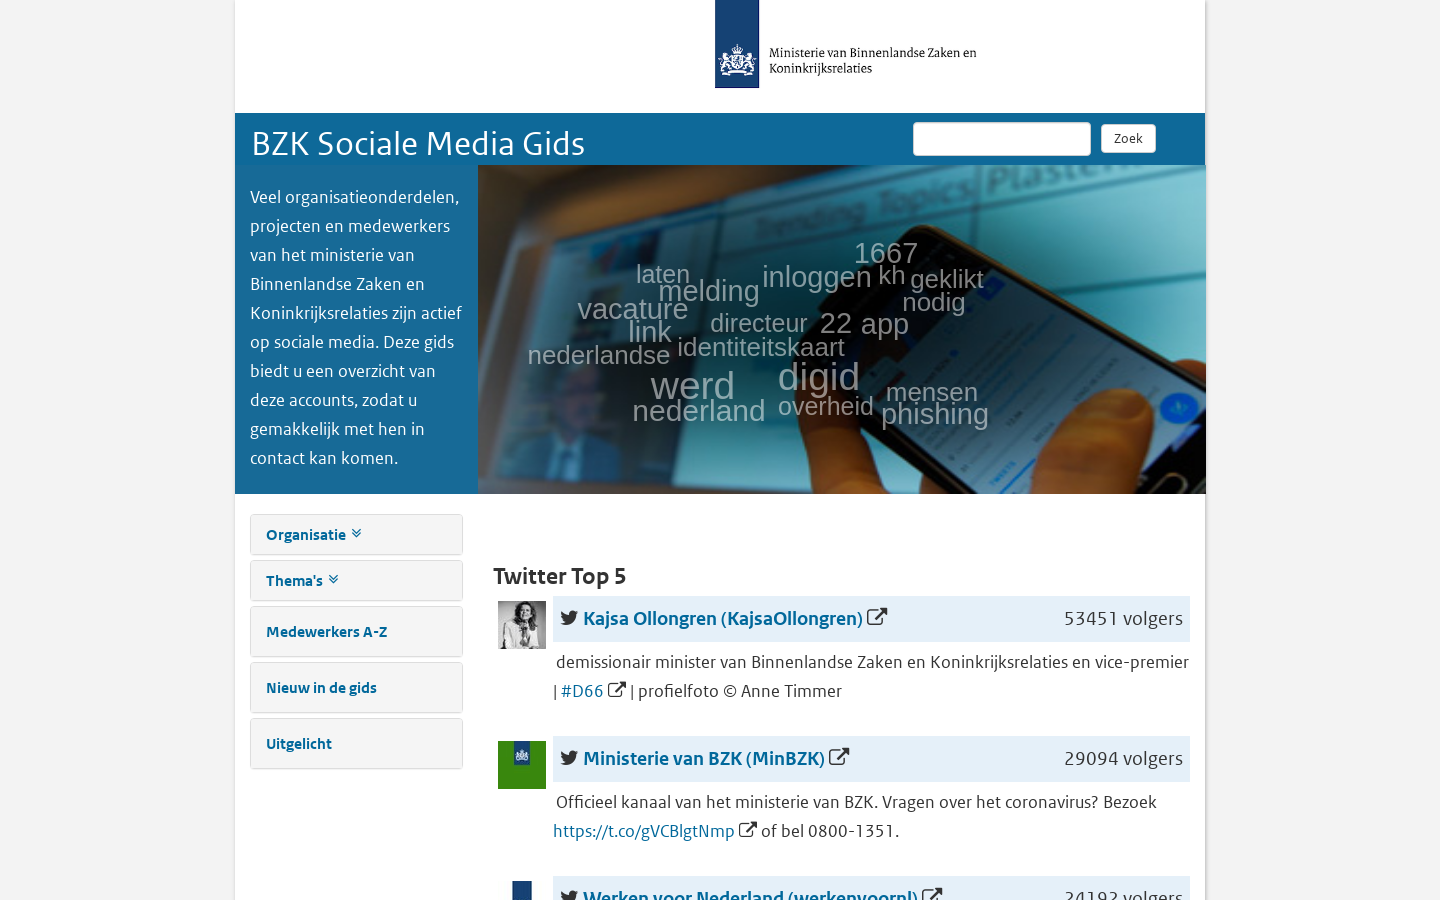 Ministerie van Binnenlandse Zaken en
Koninkrijksrelaties
BZK Sociale Media Gids
Zoek
Veel organisatieonderdelen,
projecten en medewerkers
van het ministerie van
Binnenlandse Zaken en
Koninkrijksrelaties zijn actief
op sociale media. Deze gids
biedt u een overzicht van
deze accounts, zodat u
gemakkelijk met hen in
contact kan komen.
Trending Topics
1667
laten melding inloggen kh geklikt
nodig
vacature
link directeur 22 app
nederlandse identiteitskaart
werd digid mensen
nederland overheid phishing
Organisatie
Thema's
Medewerkers A-Z
Nieuw in de gids
Uitgelicht
Twitter Top 5
Kajsa Ollongren (KajsaOllongren) 53451 volgers
demissionair minister van Binnenlandse Zaken en Koninkrijksrelaties en vice-premier
| #D66 | profielfoto © Anne Timmer
Ministerie van BZK (MinBZK) 29094 volgers
Officieel kanaal van het ministerie van BZK. Vragen over het coronavirus? Bezoek
https://t.co/gVCBlgtNmp of bel 0800-1351.
Werken voor Nederland (werkenvoornl) 24192 volgers